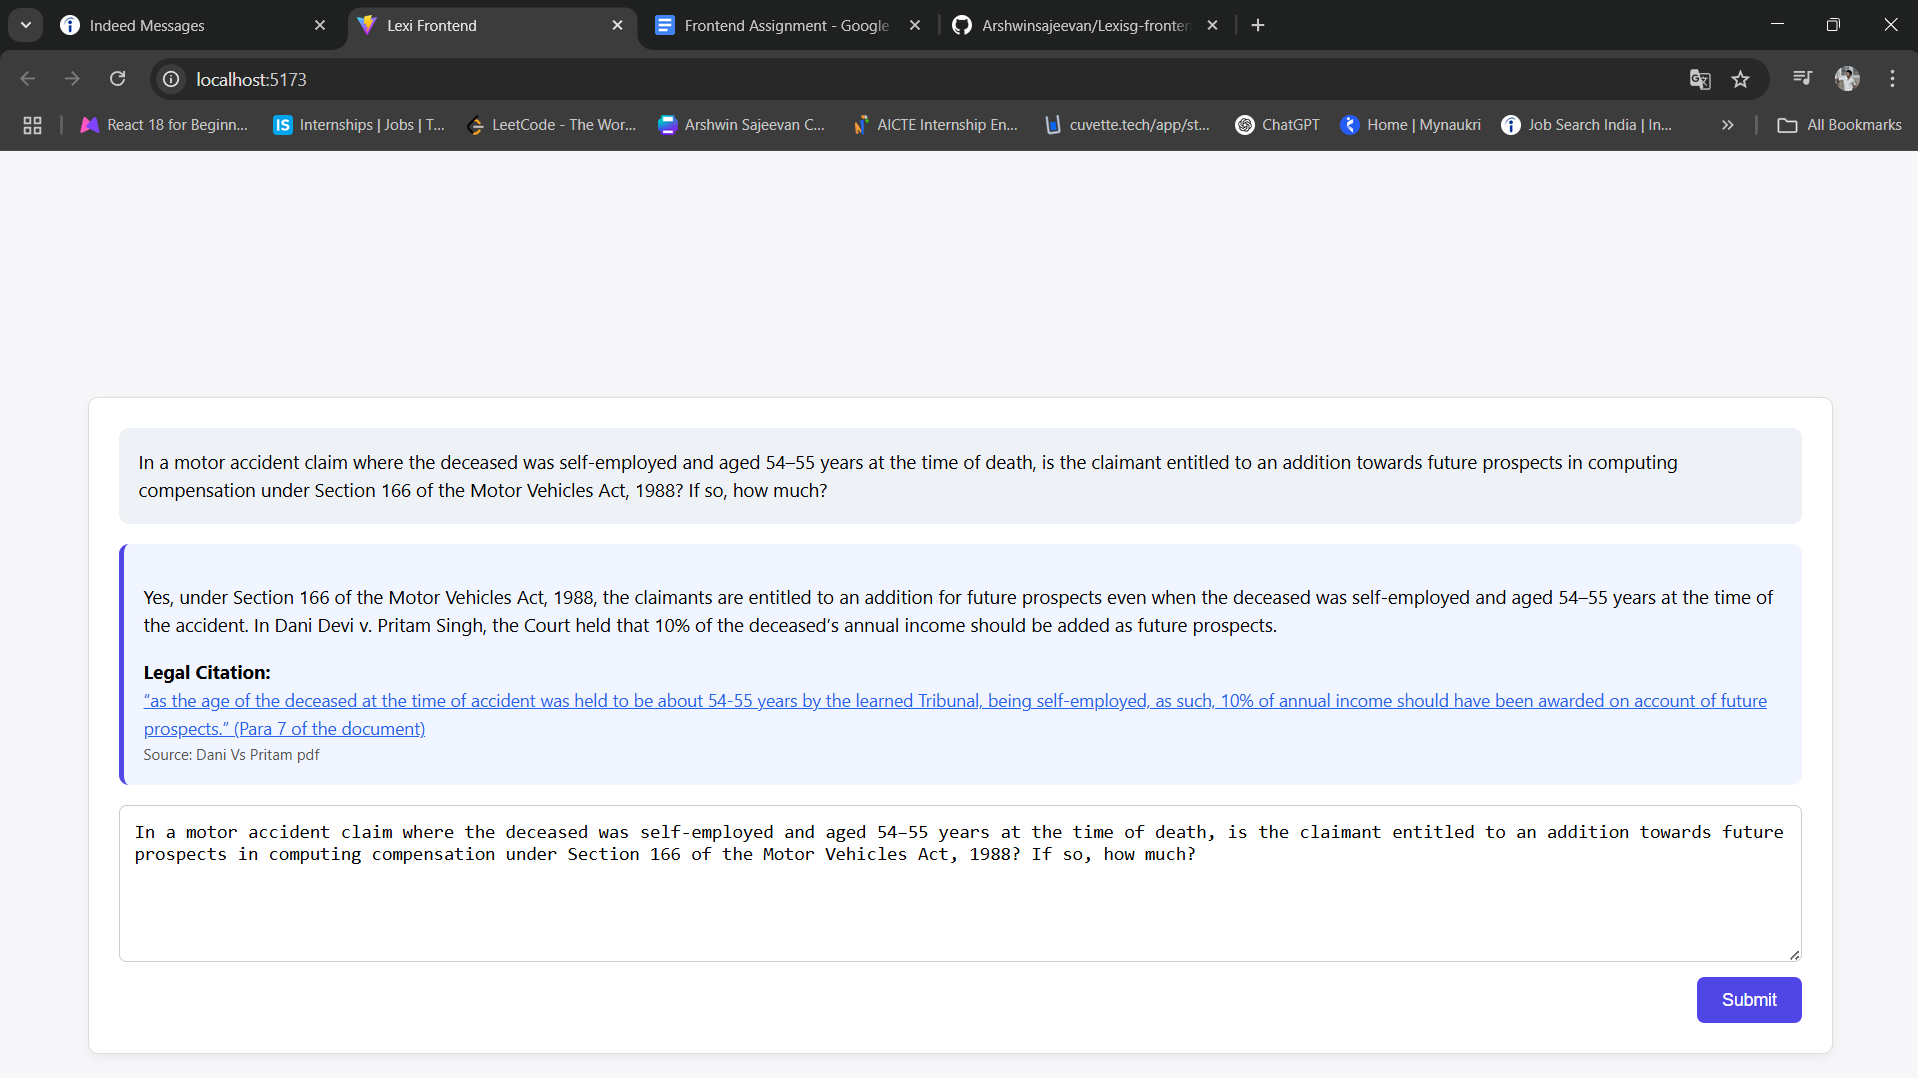 Indeed Messages
Lexi Frontend
Frontend Assignment - Google
Arshwinsajeevan/Lexisg-fronten
localhost:5173
React 18 for Beginn...
IS Internships | Jobs | T...
LeetCode - The Wor...
Arshwin Sajeevan C...
AICTE Internship En...
cuvette.tech/app/st...
ChatGPT
Home | Mynaukri
Job Search India | In...
All Bookmarks
In a motor accident claim where the deceased was self-employed and aged 54–55 years at the time of death, is the claimant entitled to an addition towards future prospects in computing
compensation under Section 166 of the Motor Vehicles Act, 1988? If so, how much?
Yes, under Section 166 of the Motor Vehicles Act, 1988, the claimants are entitled to an addition for future prospects even when the deceased was self-employed and aged 54–55 years at the time of
the accident. In Dani Devi v. Pritam Singh, the Court held that 10% of the deceased’s annual income should be added as future prospects.
Legal Citation:
“as the age of the deceased at the time of accident was held to be about 54-55 years by the learned Tribunal, being self-employed, as such, 10% of annual income should have been awarded on account of future
prospects.” (Para 7 of the document)
Source: Dani Vs Pritam pdf
In a motor accident claim where the deceased was self-employed and aged 54–55 years at the time of death, is the claimant entitled to an addition towards future
prospects in computing compensation under Section 166 of the Motor Vehicles Act, 1988? If so, how much?
Submit